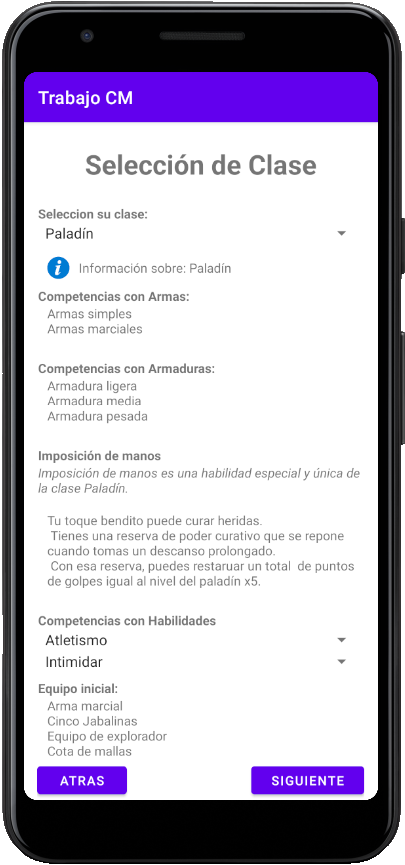 Trabajo CM
Selección de Clase
Seleccion su clase:
Paladín
i Información sobre: Paladín
Competencias con Armas:
Armas simples
Armas marciales
Competencias con Armaduras:
Armadura ligera
Armadura media
Armadura pesada
Imposición de manos
Imposición de manos es una habilidad especial y única de
la clase Paladín.
Tu toque bendito puede curar heridas.
Tienes una reserva de poder curativo que se repone
cuando tomas un descanso prolongado.
Con esa reserva, puedes restaruar un total de puntos
de golpes igual al nivel del paladín x5.
Competencias con Habilidades
Atletismo
Intimidar
Equipo inicial:
Arma marcial
Cinco Jabalinas
Equipo de explorador
Cota de mallas
ATRAS SIGUIENTE